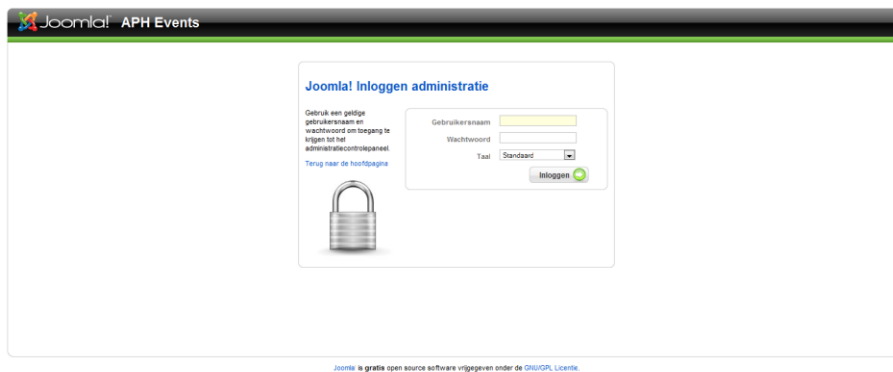 Joomla! APH Events
Joomla! Inloggen administratie
Gebruik een geldige
gebruikersnaam en
wachtwoord om toegang te
krijgen tot het
administratiecontrolepaneel.
Terug naar de hoofdpagina
Gebruikersnaam
Wachtwoord
Taal Standaard
Inloggen
Joomla is gratis open source software vrijgegeven onder de GNU/GPL Licentie.